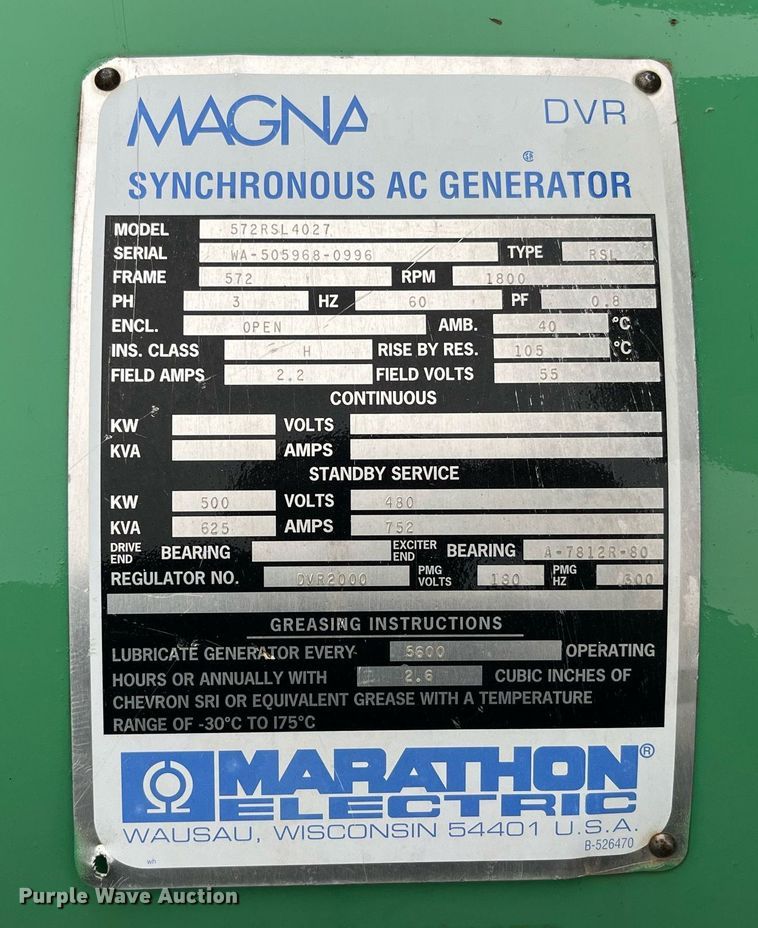 MAGNA DVR
SYNCHRONOUS AC GENERATOR
MODEL 572RSL4027
SERIAL WA-505968-0996 TYPE RSL
FRAME 572 RPM 1800
PH 3 HZ 60 PF 0.8
ENCL. OPEN AMB. 40 °C
INS. CLASS H RISE BY RES. 105 °C
FIELD AMPS 2.2 FIELD VOLTS 55
CONTINUOUS
KW VOLTS
KVA AMPS
STANDBY SERVICE
KW 500 VOLTS 480
KVA 625 AMPS 752
DRIVE END BEARING EXCITER END BEARING A-7812R-80
REGULATOR NO. DVR2000 PMG VOLTS 180 PMG HZ 300
GREASING INSTRUCTIONS
LUBRICATE GENERATOR EVERY 5600 OPERATING
HOURS OR ANNUALLY WITH 2.6 CUBIC INCHES OF
CHEVRON SRI OR EQUIVALENT GREASE WITH A TEMPERATURE
RANGE OF -30°C TO 175°C
MARATHON ®
ELECTRIC
WAUSAU, WISCONSIN 54401 U.S.A.
wh B-526470
Purple Wave Auction